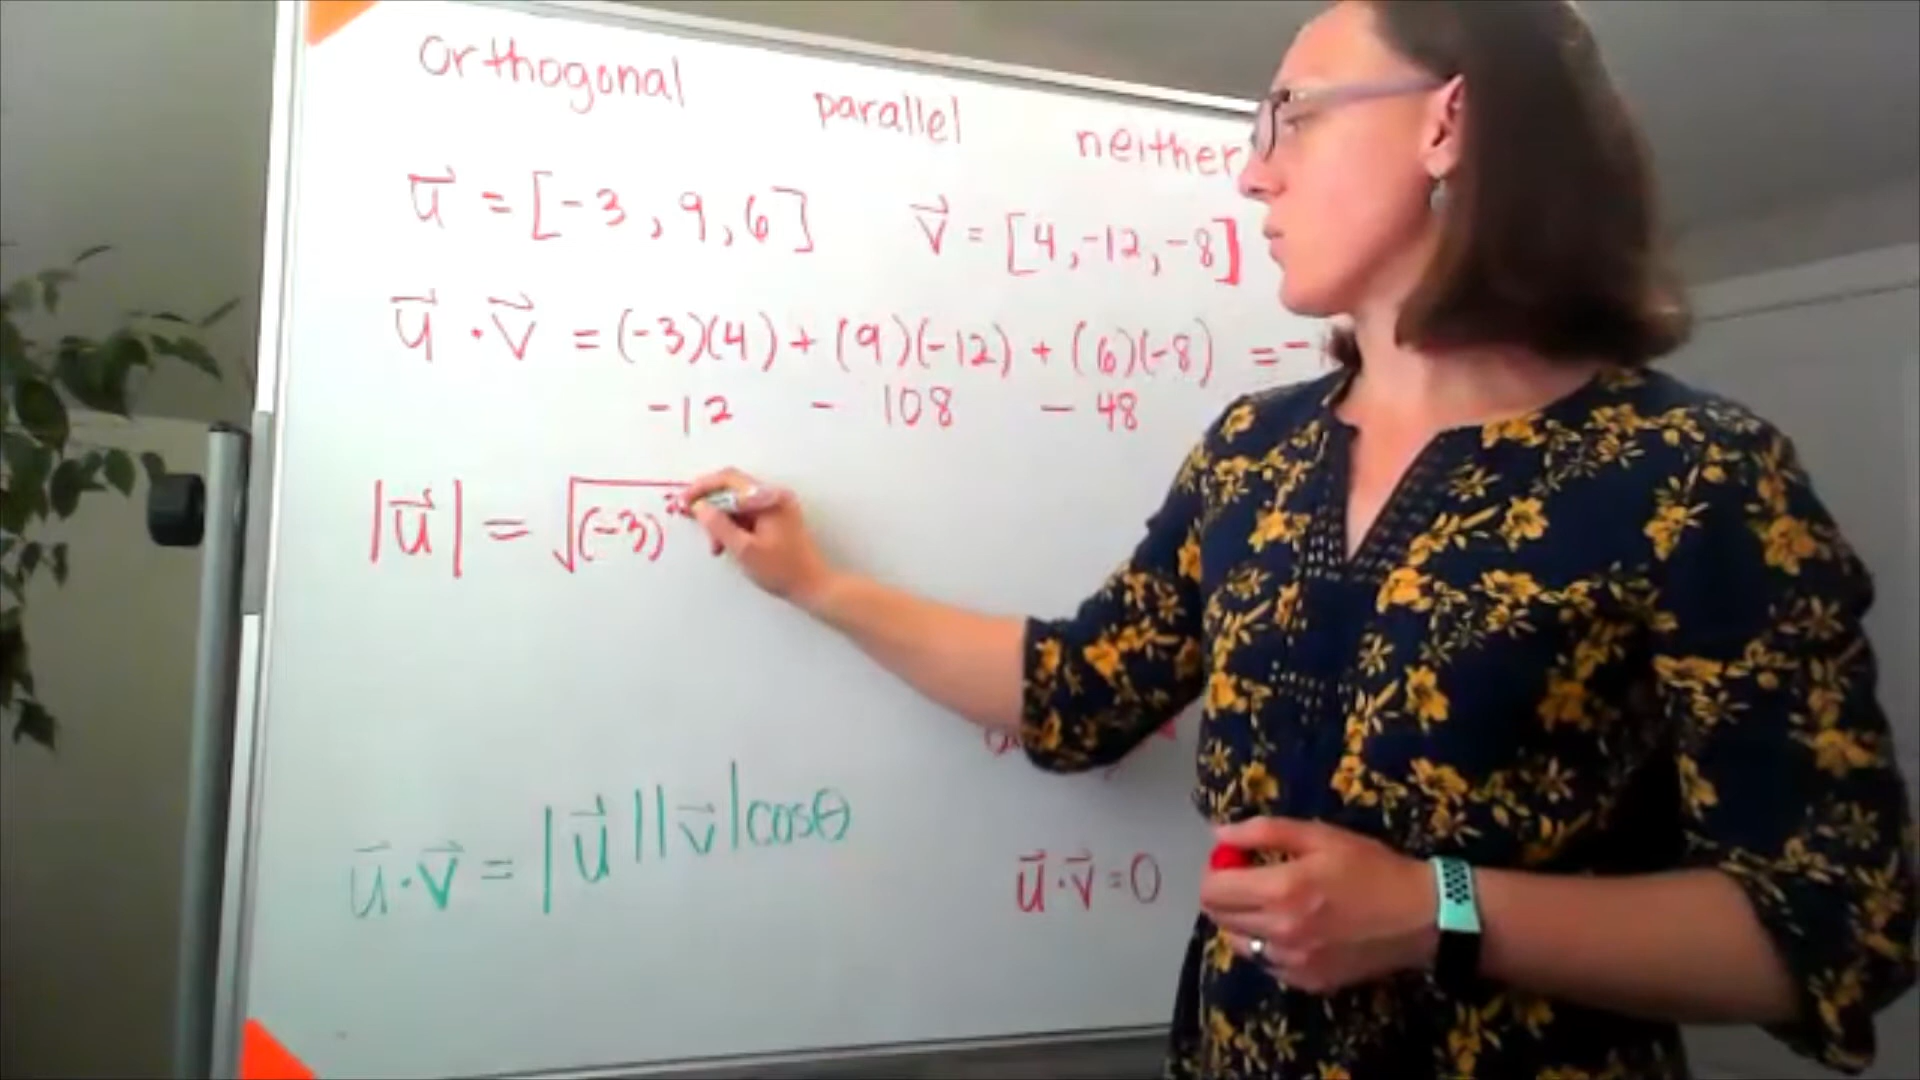 orthogonal parallel neither
u⃗ = [-3, 9, 6] v⃗ = [4, -12, -8]
u⃗ · v⃗ = (-3)(4) + (9)(-12) + (6)(-8) = -
-12 - 108 - 48
|u⃗| = √(-3)²
u⃗ · v⃗ = |u⃗||v⃗|cosθ
u⃗ · v⃗ = 0